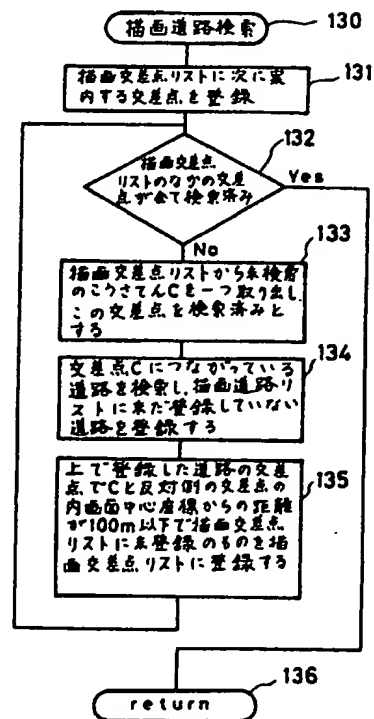 描画道路検索
130
描画交差点リストに次に案
内する交差点を登録
131
132
描画交差点
リストのなかの交差
点が全て検索済み
Yes
No
133
描画交差点リストから未検索
のこうさてんCを一つ取り出し,
この交差点を検索済みと
する
134
交差点Cにつながっている
道路を検索し,描画道路リ
ストに未だ登録していない
道路を登録する
135
上で登録した道路の交差
点でCと反対側の交差点の
内画面中心座標からの距離
が100m以下で描画交差点
リストに未登録のものを描
画交差点リストに登録する
136
return